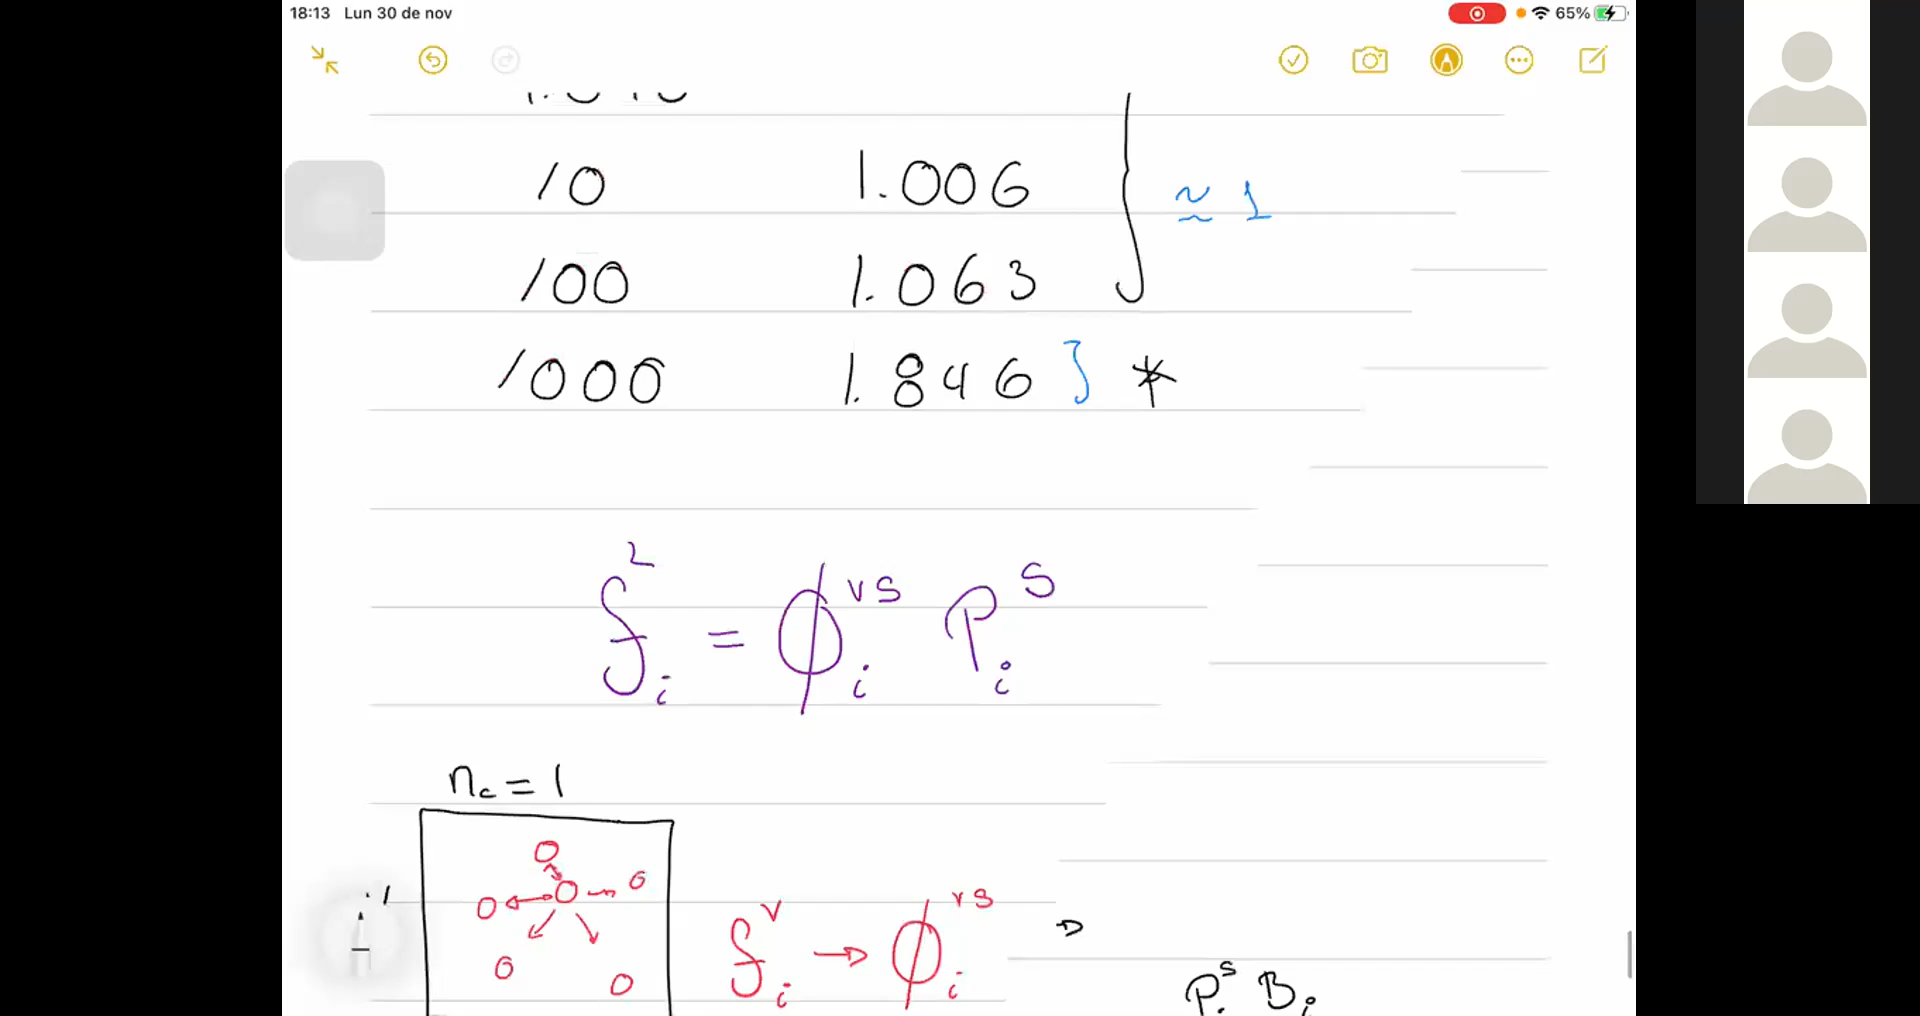 18:13 Lun 30 de nov 65%
10 1.006 ≈ 1
100 1.063
1000 1.846 } *
f_i^L = ϕ_i^{vs} P_i^s
n_c = 1
f_i^v → ϕ_i^{vs}
P_i^s B_i